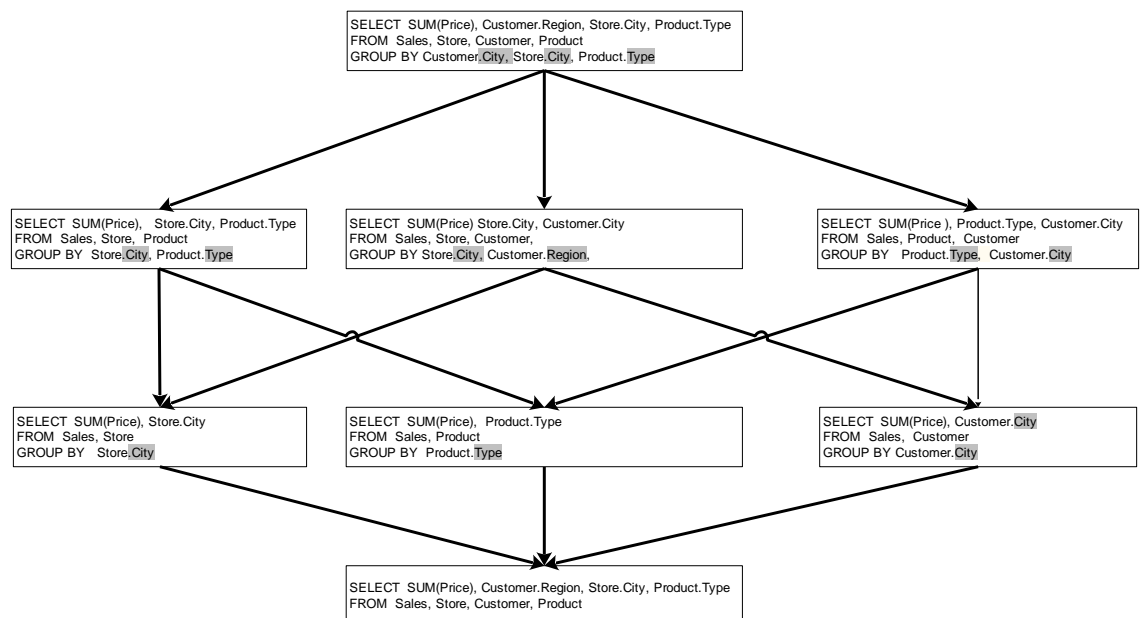 SELECT SUM(Price), Customer.Region, Store.City, Product.Type
FROM Sales, Store, Customer, Product
GROUP BY Customer.City, Store.City, Product.Type
SELECT SUM(Price), Store.City, Product.Type
FROM Sales, Store, Product
GROUP BY Store.City, Product.Type
SELECT SUM(Price) Store.City, Customer.City
FROM Sales, Store, Customer,
GROUP BY Store.City, Customer.Region,
SELECT SUM(Price ), Product.Type, Customer.City
FROM Sales, Product, Customer
GROUP BY Product.Type, Customer.City
SELECT SUM(Price), Store.City
FROM Sales, Store
GROUP BY Store.City
SELECT SUM(Price), Product.Type
FROM Sales, Product
GROUP BY Product.Type
SELECT SUM(Price), Customer.City
FROM Sales, Customer
GROUP BY Customer.City
SELECT SUM(Price), Customer.Region, Store.City, Product.Type
FROM Sales, Store, Customer, Product